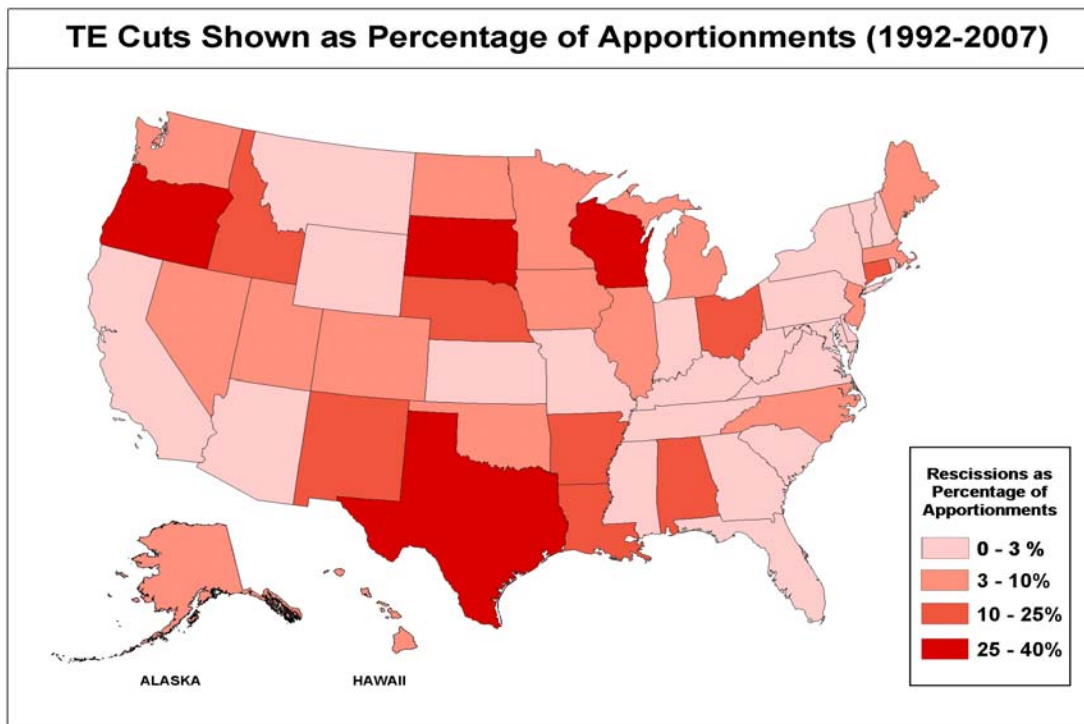 TE Cuts Shown as Percentage of Apportionments (1992-2007)
Rescissions as
Percentage of
Apportionments
0 - 3 %
3 - 10%
10 - 25%
25 - 40%
ALASKA
HAWAII